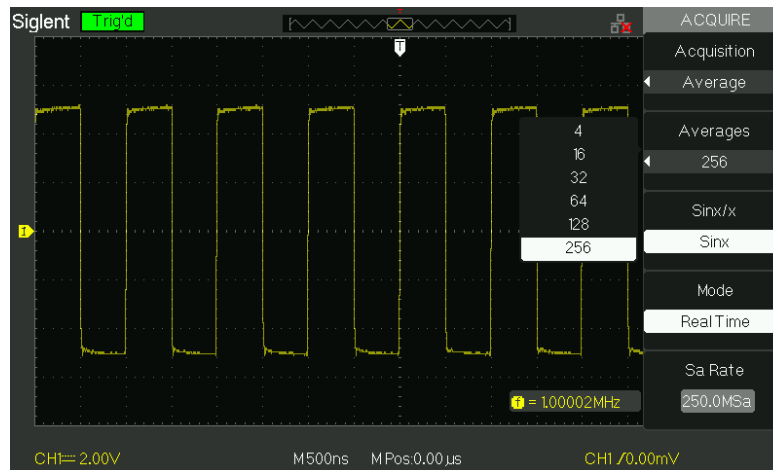 Siglent Trig'd T ACQUIRE
T
Acquisition
Average
Averages
256
4
16
32
64
128
256
Sinx/x
Sinx
Mode
Real Time
Sa Rate
250.0MSa
f = 1.00002MHz
CH1 2.00V M500ns M Pos:0.00μs CH1 0.00mV